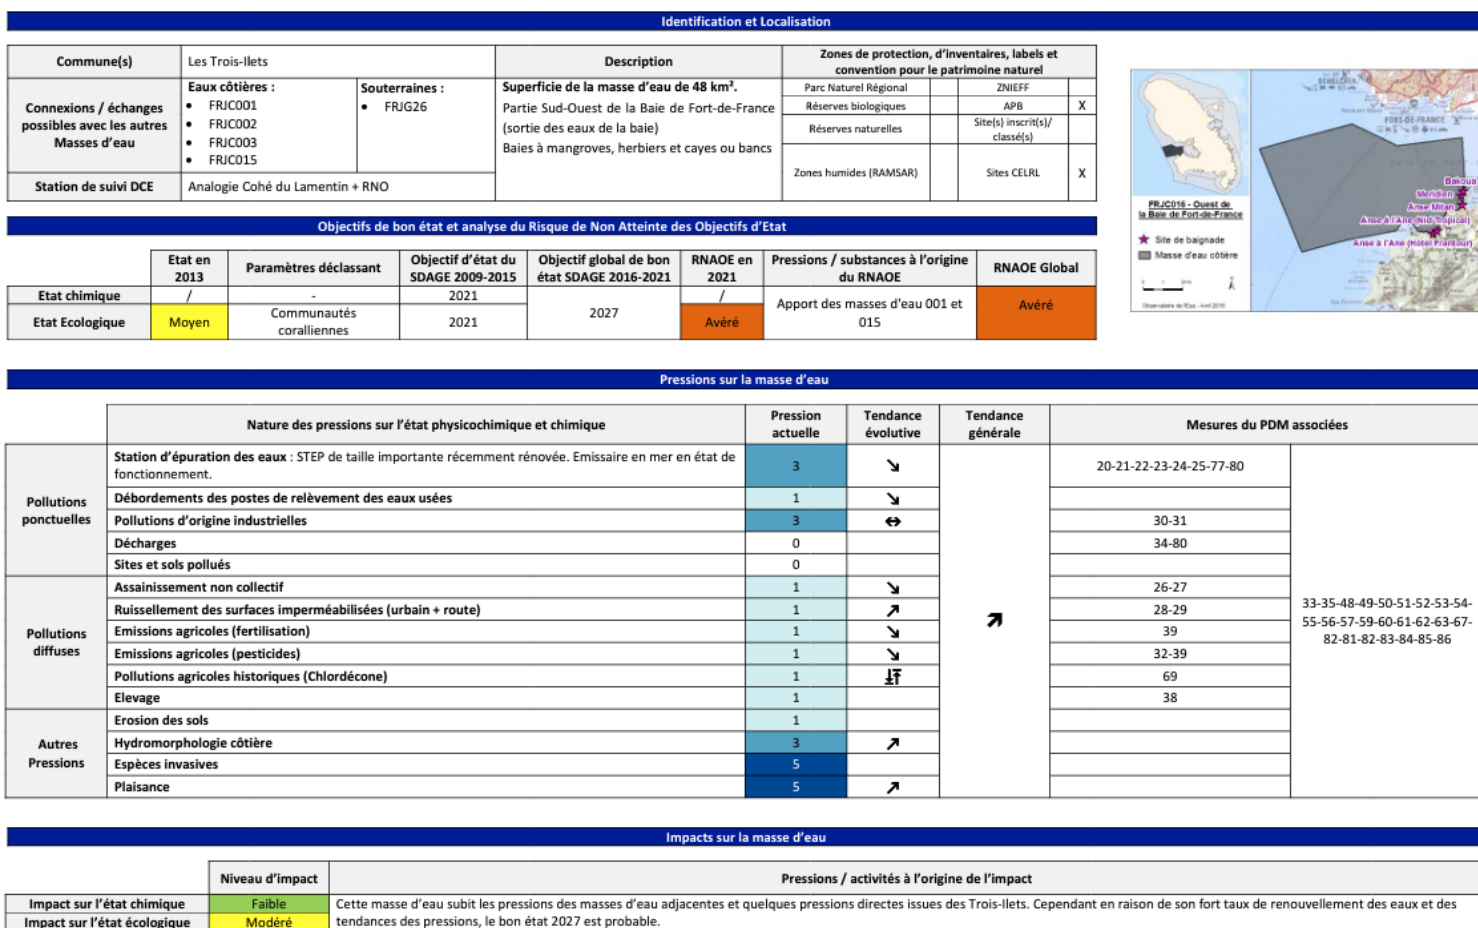 Identification et Localisation
Commune(s)
Les Trois-Ilets
Description
Zones de protection, d'inventaires, labels et
convention pour le patrimoine naturel
Connexions / échanges
possibles avec les autres
Masses d'eau
Eaux côtières :
• FRJC001
• FRJC002
• FRJC003
• FRJC015
Souterraines :
• FRJG26
Superficie de la masse d'eau de 48 km².
Partie Sud-Ouest de la Baie de Fort-de-France
(sortie des eaux de la baie)
Baies à mangroves, herbiers et cayes ou bancs
Parc Naturel Régional
ZNIEFF
Réserves biologiques
APB
X
Réserves naturelles
Site(s) inscrit(s)/
classé(s)
Zones humides (RAMSAR)
Sites CELRL
X
Station de suivi DCE
Analogie Cohé du Lamentin + RNO
FRJC016 - Ouest de
la Baie de Fort-de-France
Site de baignade
Masse d'eau côtière
Observatoire de l'Eau - Avril 2015
SCHŒLCHER
FORT-DE-FRANCE
Bakoua
Méridien
Anse Mitan
Anse à l'Ane (Nid Tropical)
Anse à l'Ane (Hotel Frantour)
Objectifs de bon état et analyse du Risque de Non Atteinte des Objectifs d'Etat
Etat en
2013
Paramètres déclassant
Objectif d'état du
SDAGE 2009-2015
Objectif global de bon
état SDAGE 2016-2021
RNAOE en
2021
Pressions / substances à l'origine
du RNAOE
RNAOE Global
Etat chimique
/
-
2021
2027
/
Apport des masses d'eau 001 et
015
Avéré
Etat Ecologique
Moyen
Communautés
coralliennes
2021
Avéré
Pressions sur la masse d'eau
Nature des pressions sur l'état physicochimique et chimique
Pression
actuelle
Tendance
évolutive
Tendance
générale
Mesures du PDM associées
Pollutions
ponctuelles
Station d'épuration des eaux : STEP de taille importante récemment rénovée. Emissaire en mer en état de
fonctionnement.
3
↘
20-21-22-23-24-25-77-80
Débordements des postes de relèvement des eaux usées
1
↘
Pollutions d'origine industrielles
3
↔
30-31
Décharges
0
34-80
Sites et sols pollués
0
Pollutions
diffuses
Assainissement non collectif
1
↘
26-27
Ruissellement des surfaces imperméabilisées (urbain + route)
1
↗
28-29
Emissions agricoles (fertilisation)
1
↘
39
Emissions agricoles (pesticides)
1
↘
32-39
Pollutions agricoles historiques (Chlordécone)
1
69
Elevage
1
38
↗
33-35-48-49-50-51-52-53-54-
55-56-57-59-60-61-62-63-67-
82-81-82-83-84-85-86
Autres
Pressions
Erosion des sols
1
Hydromorphologie côtière
3
↗
Espèces invasives
5
Plaisance
5
↗
Impacts sur la masse d'eau
Niveau d'impact
Pressions / activités à l'origine de l'impact
Impact sur l'état chimique
Faible
Cette masse d'eau subit les pressions des masses d'eau adjacentes et quelques pressions directes issues des Trois-Ilets. Cependant en raison de son fort taux de renouvellement des eaux et des
tendances des pressions, le bon état 2027 est probable.
Impact sur l'état écologique
Modéré